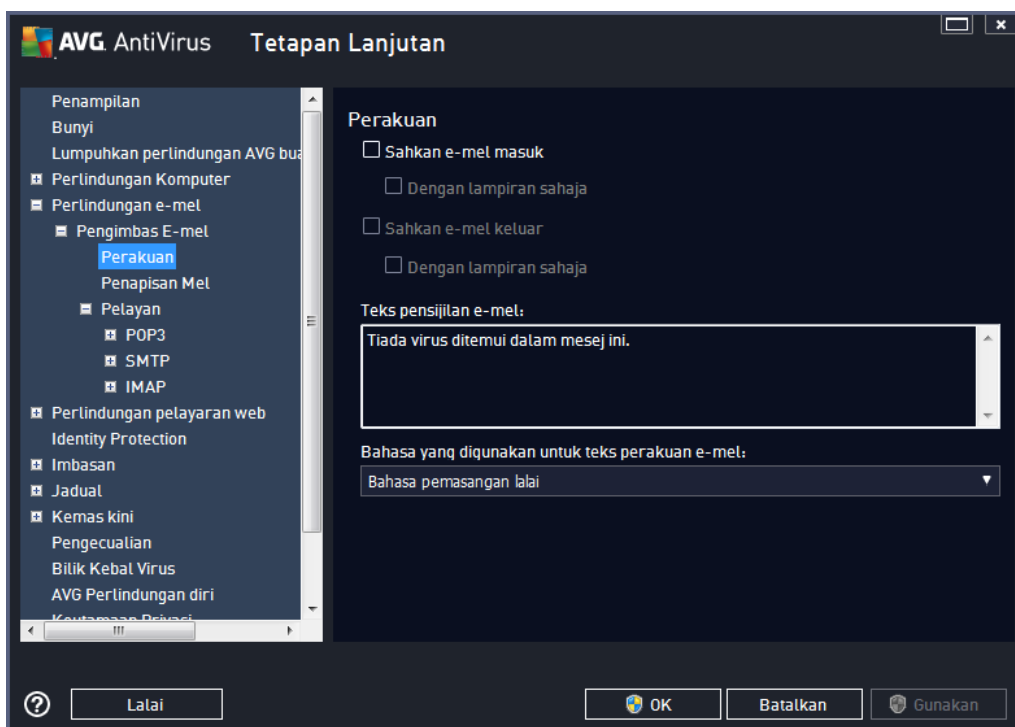 AVG. AntiVirus Tetapan Lanjutan
Penampilan
Bunyi
Lumpuhkan perlindungan AVG bua
Perlindungan Komputer
Perlindungan e-mel
Pengimbas E-mel
Perakuan
Penapisan Mel
Pelayan
POP3
SMTP
IMAP
Perlindungan pelayaran web
Identity Protection
Imbasan
Jadual
Kemas kini
Pengecualian
Bilik Kebal Virus
AVG Perlindungan diri
Keutamaan Privasi
Perakuan
Sahkan e-mel masuk
Dengan lampiran sahaja
Sahkan e-mel keluar
Dengan lampiran sahaja
Teks pensijilan e-mel:
Tiada virus ditemui dalam mesej ini.
Bahasa yang digunakan untuk teks perakuan e-mel:
Bahasa pemasangan lalai
Lalai
OK
Batalkan
Gunakan